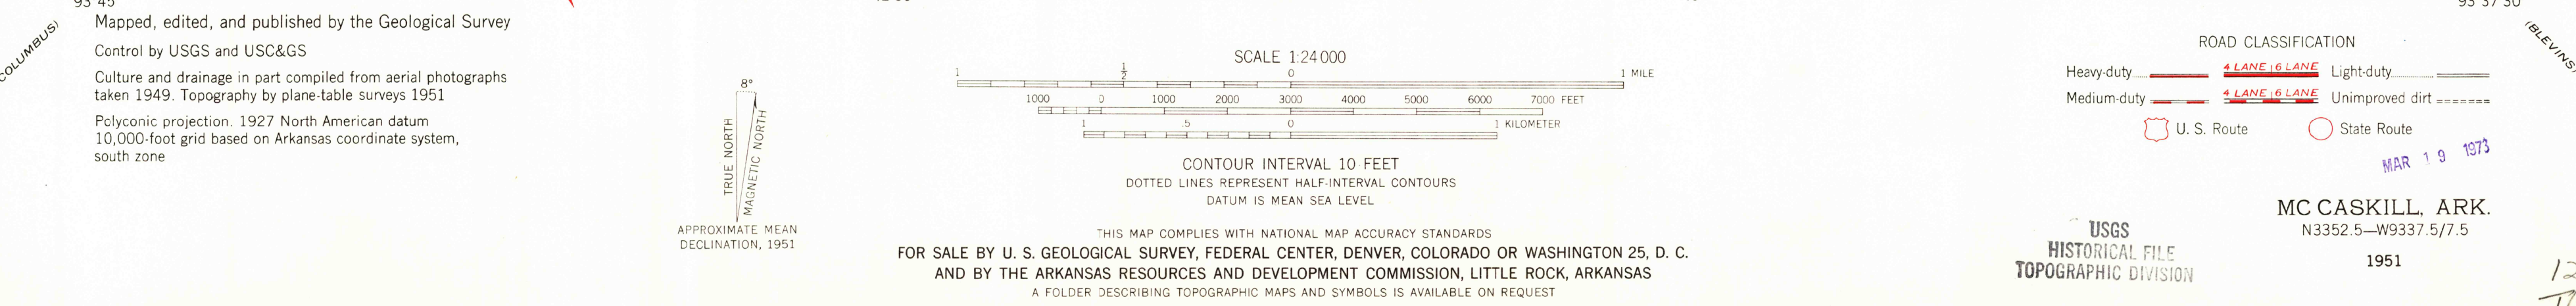 Mapped, edited, and published by the Geological Survey
Control by USGS and USC&GS
Culture and drainage in part compiled from aerial photographs
taken 1949. Topography by plane-table surveys 1951
Polyconic projection. 1927 North American datum
10,000-foot grid based on Arkansas coordinate system,
south zone
8°
TRUE NORTH
MAGNETIC NORTH
APPROXIMATE MEAN
DECLINATION, 1951
SCALE 1:24 000
1 ½ 0 1 MILE
1000 0 1000 2000 3000 4000 5000 6000 7000 FEET
1 .5 0 1 KILOMETER
CONTOUR INTERVAL 10 FEET
DOTTED LINES REPRESENT HALF-INTERVAL CONTOURS
DATUM IS MEAN SEA LEVEL
THIS MAP COMPLIES WITH NATIONAL MAP ACCURACY STANDARDS
FOR SALE BY U. S. GEOLOGICAL SURVEY, FEDERAL CENTER, DENVER, COLORADO OR WASHINGTON 25, D. C.
AND BY THE ARKANSAS RESOURCES AND DEVELOPMENT COMMISSION, LITTLE ROCK, ARKANSAS
A FOLDER DESCRIBING TOPOGRAPHIC MAPS AND SYMBOLS IS AVAILABLE ON REQUEST
ROAD CLASSIFICATION
Heavy-duty 4 LANE 6 LANE Light-duty
Medium-duty 4 LANE 6 LANE Unimproved dirt
U. S. Route State Route
MAR 19 1973
MC CASKILL, ARK.
N3352.5—W9337.5/7.5
1951
USGS
HISTORICAL FILE
TOPOGRAPHIC DIVISION
(BLEVINS)
COLUMBUS)